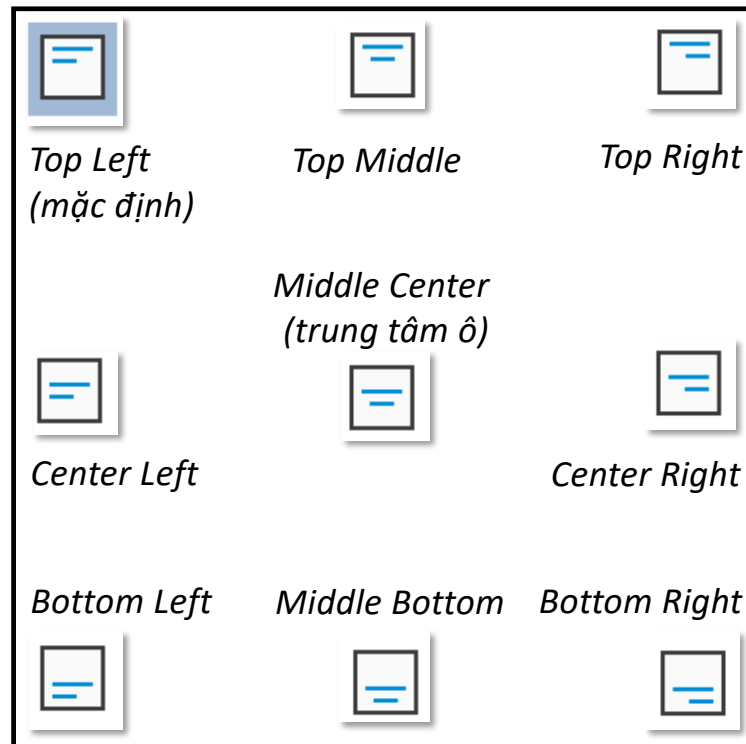 Top Left
(mặc định)
Top Middle
Top Right
Middle Center
(trung tâm ô)
Center Left
Center Right
Bottom Left
Middle Bottom
Bottom Right